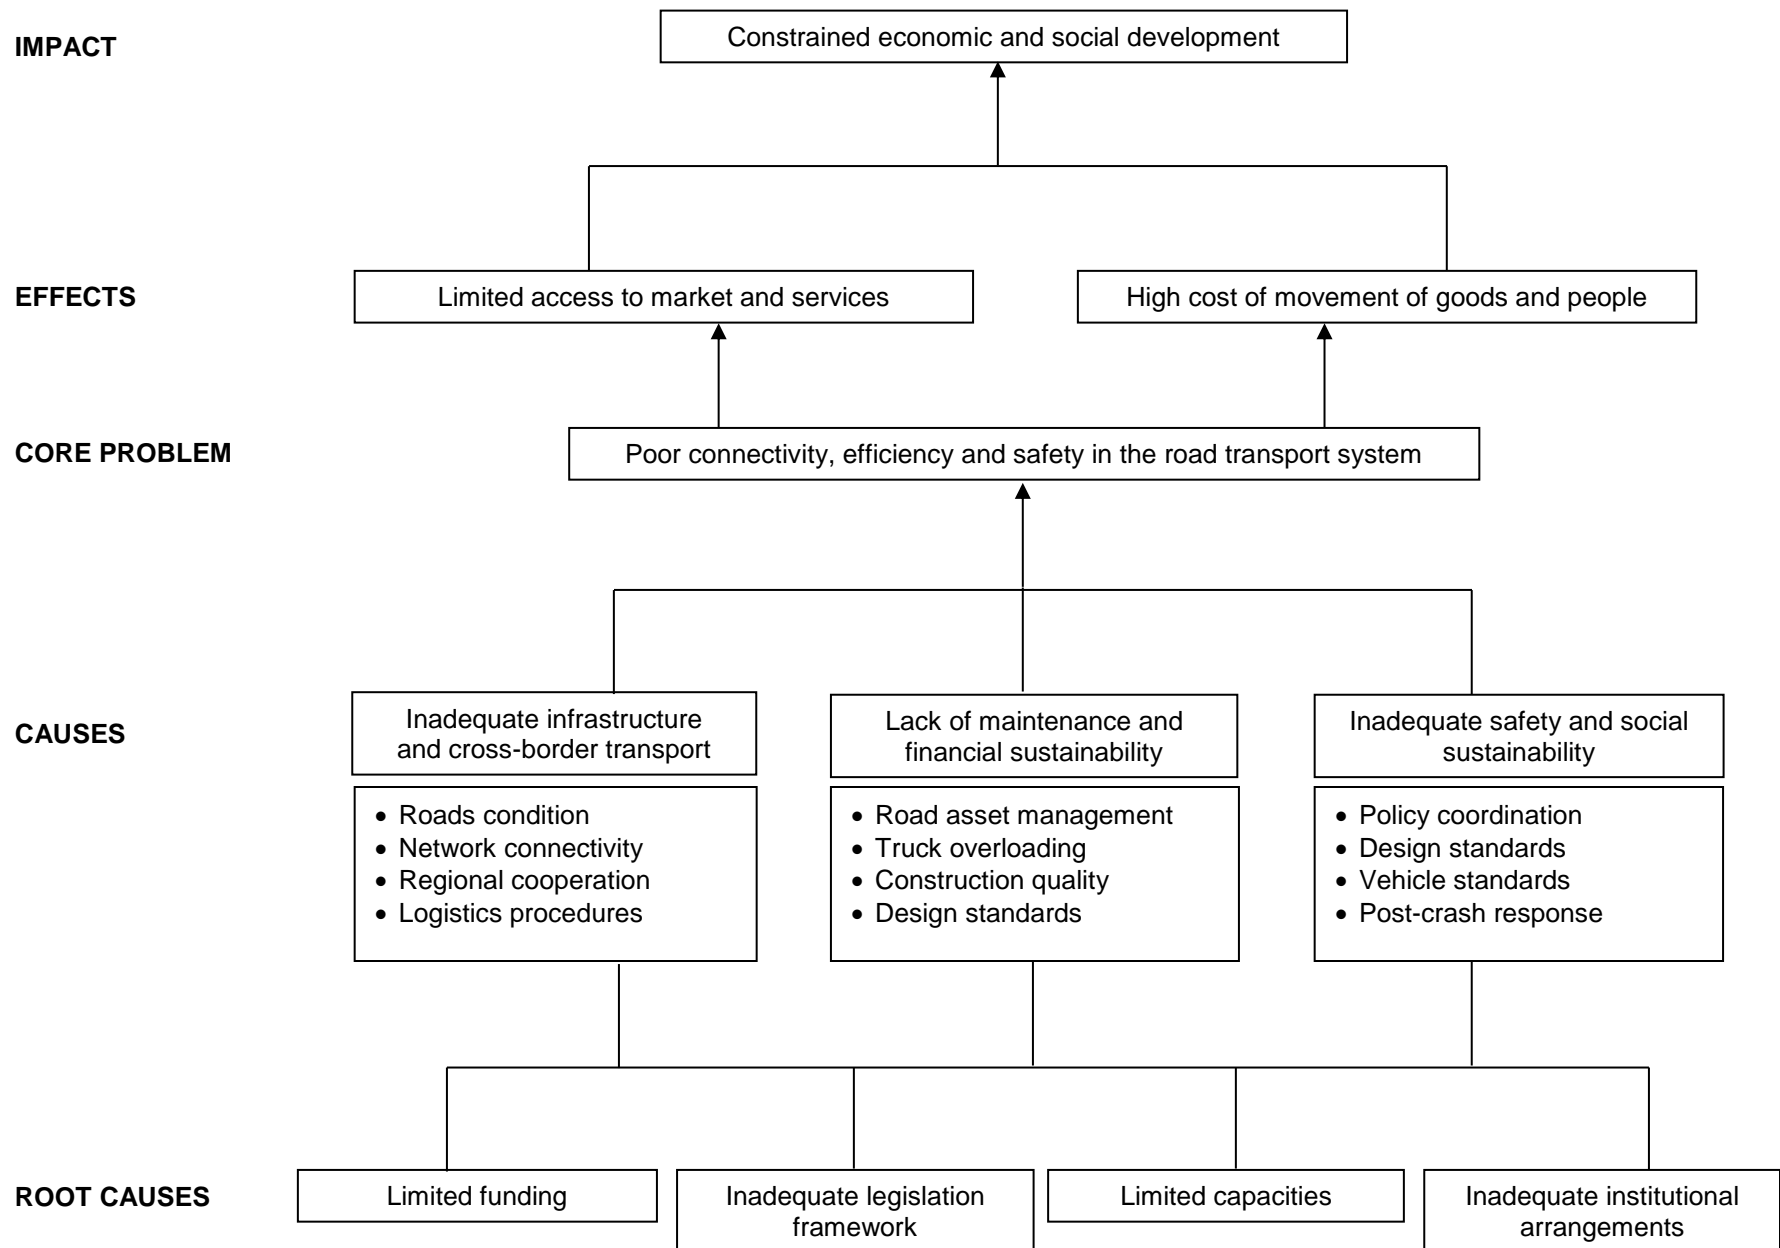 IMPACT
Constrained economic and social development
EFFECTS
Limited access to market and services
High cost of movement of goods and people
CORE PROBLEM
Poor connectivity, efficiency and safety in the road transport system
CAUSES
Inadequate infrastructure
and cross-border transport
• Roads condition
• Network connectivity
• Regional cooperation
• Logistics procedures
Lack of maintenance and
financial sustainability
• Road asset management
• Truck overloading
• Construction quality
• Design standards
Inadequate safety and social
sustainability
• Policy coordination
• Design standards
• Vehicle standards
• Post-crash response
ROOT CAUSES
Limited funding
Inadequate legislation
framework
Limited capacities
Inadequate institutional
arrangements